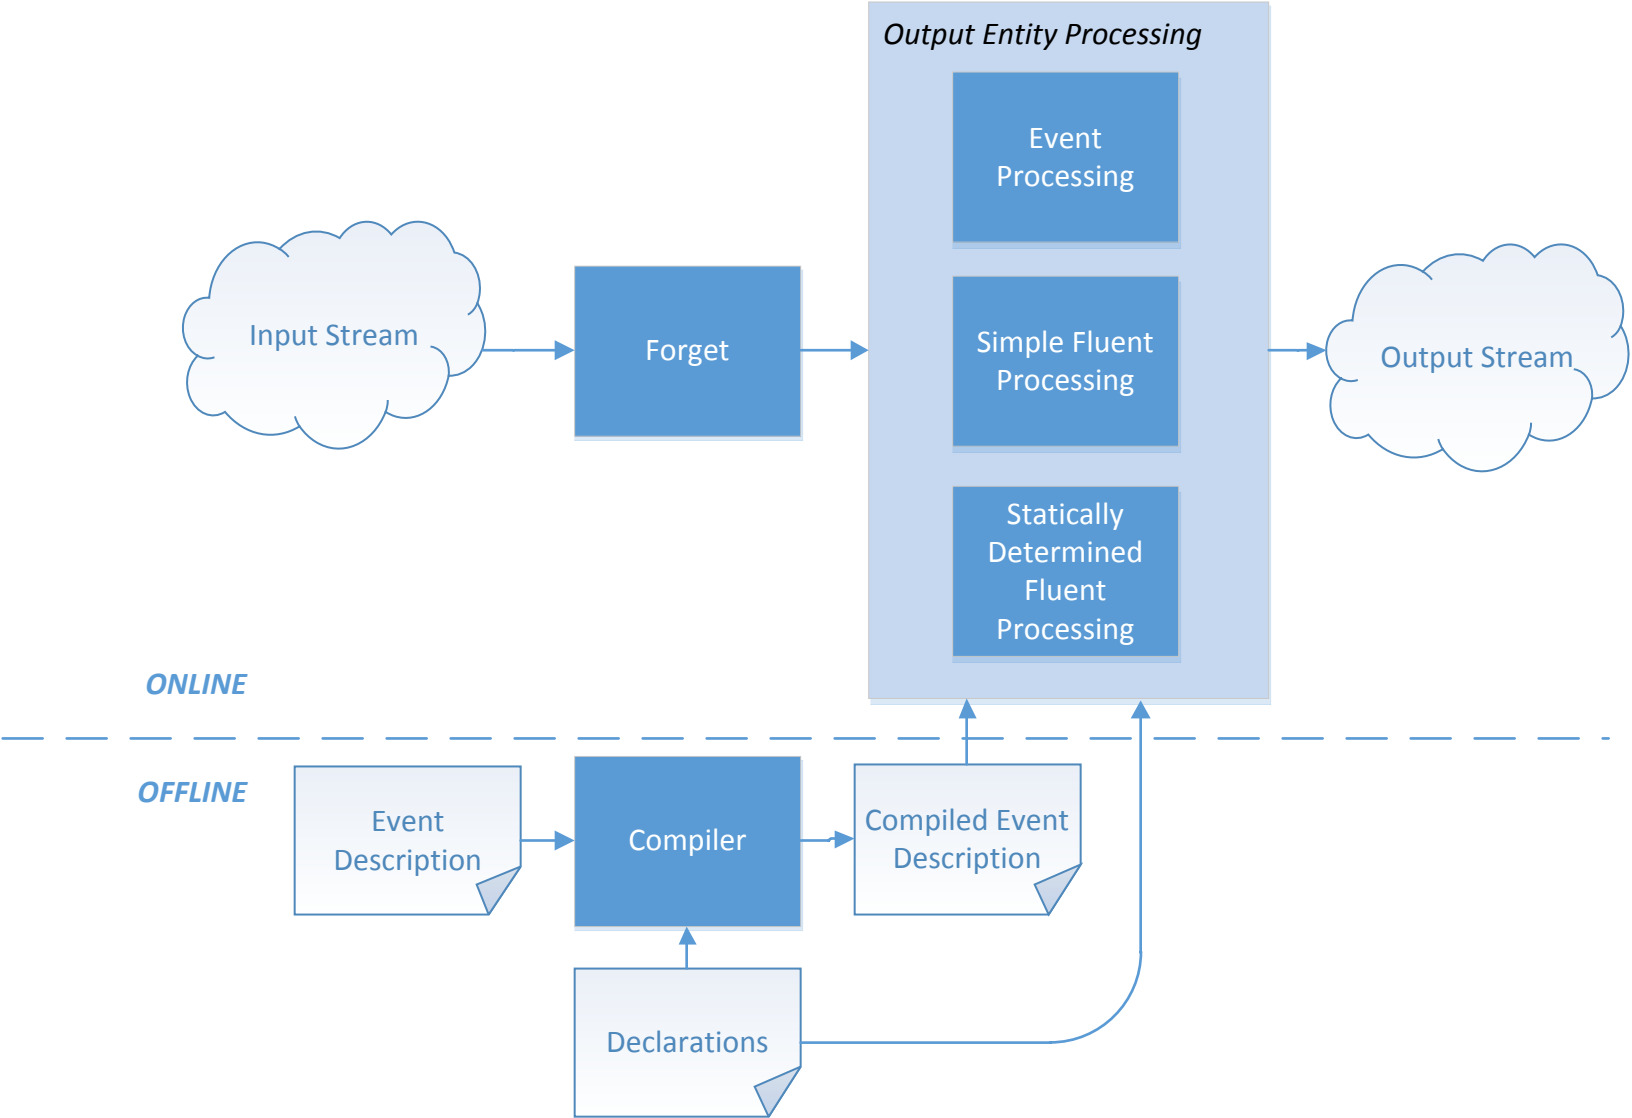 Output Entity Processing
Event
Processing
Input Stream
Forget
Simple Fluent
Processing
Output Stream
Statically
Determined
Fluent
Processing
ONLINE
OFFLINE
Event
Description
Compiler
Compiled Event
Description
Declarations